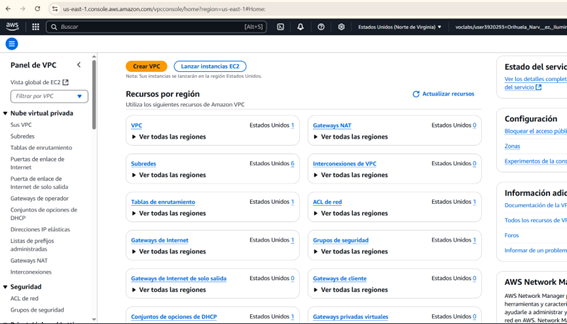 us-east-1.console.aws.amazon.com/vpcconsole/home?region=us-east-1#Home:
aws
Buscar
[Alt+S]
Estados Unidos (Norte de Virginia)
Panel de VPC
Vista global de EC2
Filtrar por VPC
Nube virtual privada
Sus VPC
Subredes
Tablas de enrutamiento
Puertas de enlace de
Internet
Puerta de enlace de
Internet de solo salida
Gateways de operador
Conjuntos de opciones de
DHCP
Direcciones IP elásticas
Listas de prefijos
administradas
Gateways NAT
Interconexiones
Seguridad
ACL de red
Grupos de seguridad
Crear VPC
Lanzar instancias EC2
Nota: Sus instancias se lanzarán en la región Estados Unidos.
Recursos por región
Actualizar recursos
Utiliza los siguientes recursos de Amazon VPC
VPC
Estados Unidos 1
Ver todas las regiones
Gateways NAT
Estados Unidos 0
Ver todas las regiones
Subredes
Estados Unidos 6
Ver todas las regiones
Interconexiones de VPC
Estados Unidos 0
Ver todas las regiones
Tablas de enrutamiento
Estados Unidos 1
Ver todas las regiones
ACL de red
Estados Unidos 1
Ver todas las regiones
Gateways de Internet
Estados Unidos 1
Ver todas las regiones
Grupos de seguridad
Estados Unidos 1
Ver todas las regiones
Gateways de Internet de solo salida
Estados Unidos 0
Ver todas las regiones
Gateways de cliente
Estados Unidos 0
Ver todas las regiones
Conjuntos de opciones de DHCP
Estados Unidos 1
Gateways privadas virtuales
Estados Unidos 0
Estado del servic
Ver los detalles complet
del servicio
Configuración
Bloquear el acceso públi
Zonas
Experimentos de la cons
Información adic
Documentación de la VP
Todos los recursos de VP
Foros
Informar de un problem
AWS Network Ma
AWS Network Manager p
herramientas y caracterí
ayudarle a administrar y
red en AWS. Network Ma